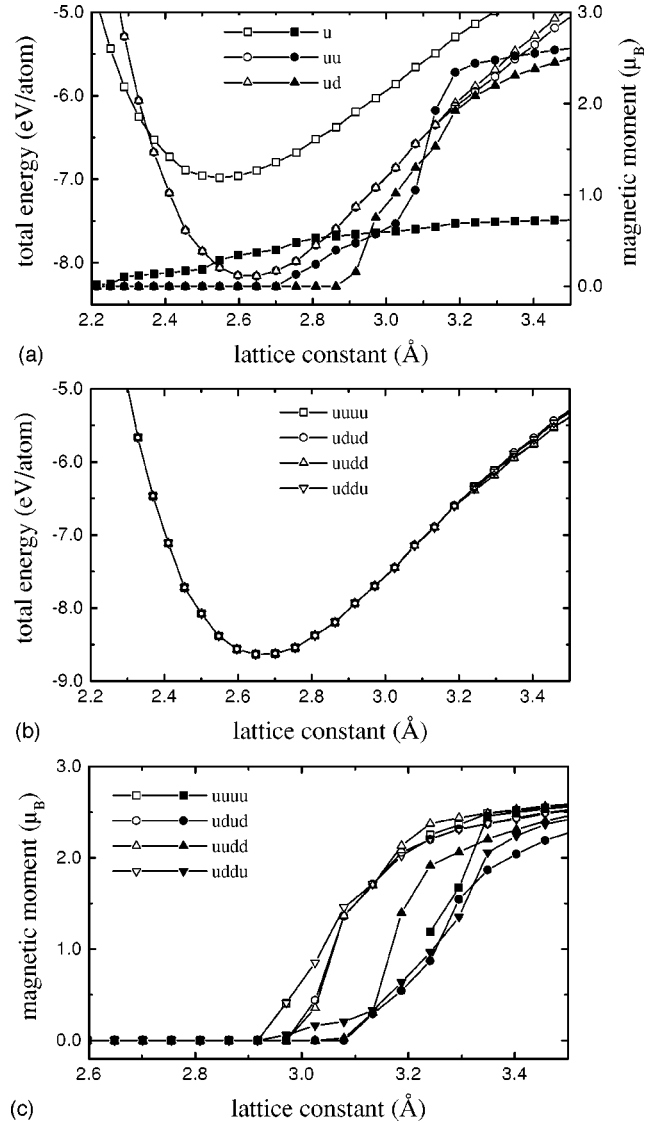 -5.0
-6.0
-7.0
-8.0
total energy (eV/atom)
u
uu
ud
3.0
2.0
1.0
0.0
magnetic moment (μB)
2.2 2.4 2.6 2.8 3.0 3.2 3.4
(a) lattice constant (Å)
-5.0
-6.0
-7.0
-8.0
-9.0
total energy (eV/atom)
uuuu
udud
uudd
uddu
2.2 2.4 2.6 2.8 3.0 3.2 3.4
(b) lattice constant (Å)
3.0
2.0
1.0
0.0
magnetic moment (μB)
uuuu
udud
uudd
uddu
2.6 2.8 3.0 3.2 3.4
(c) lattice constant (Å)